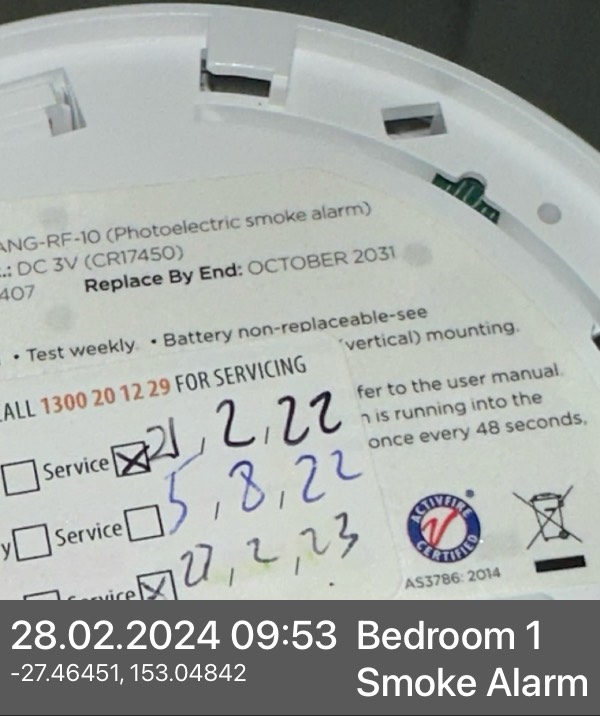 ANG-RF-10 (Photoelectric smoke alarm)
.: DC 3V (CR17450)
407 Replace By End: OCTOBER 2031
• Test weekly. • Battery non-replaceable-see
(vertical) mounting.
CALL 1300 20 12 29 FOR SERVICING
fer to the user manual.
n is running into the
once every 48 seconds,
Service 21, 2, 22
y Service 5, 8, 22
Service 27, 2, 23
ACTIVFIRE
CERTIFIED
AS3786: 2014
28.02.2024 09:53
-27.46451, 153.04842
Bedroom 1
Smoke Alarm